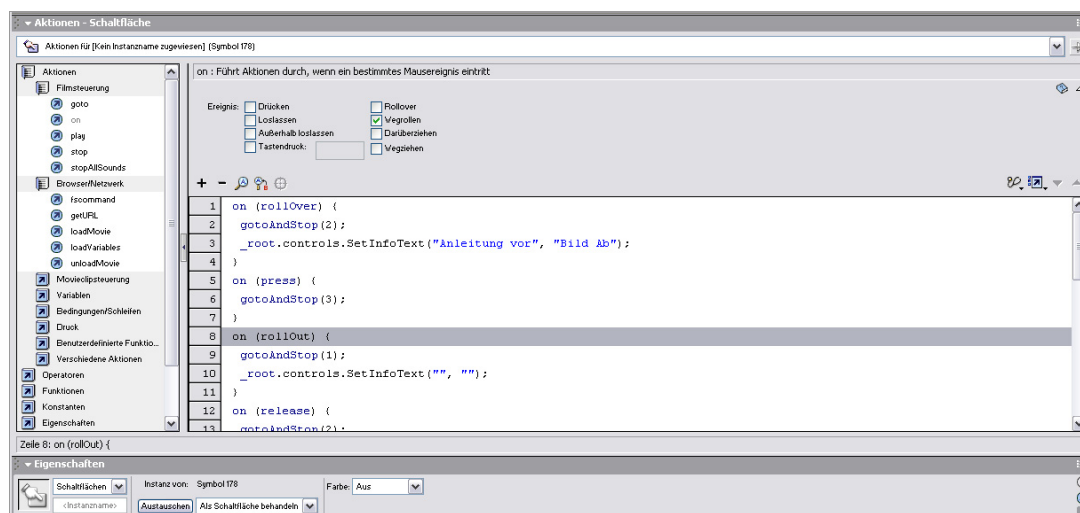 Aktionen - Schaltfläche
Aktionen für [Kein Instanzname zugewiesen] (Symbol 178)
Aktionen
Filmsteuerung
goto
on
play
stop
stopAllSounds
Browser/Netzwerk
fscommand
getURL
loadMovie
loadVariables
unloadMovie
Movieclipsteuerung
Variablen
Bedingungen/Schleifen
Druck
Benutzerdefinierte Funktio...
Verschiedene Aktionen
Operatoren
Funktionen
Konstanten
Eigenschaften
on : Führt Aktionen durch, wenn ein bestimmtes Mausereignis eintritt
Ereignis: Drücken Rollover
Loslassen Wegrollen
Außerhalb loslassen Darüberziehen
Tastendruck: Wegziehen
1 on (rollOver) {
2 gotoAndStop(2);
3 _root.controls.SetInfoText("Anleitung vor", "Bild Ab");
4 }
5 on (press) {
6 gotoAndStop(3);
7 }
8 on (rollOut) {
9 gotoAndStop(1);
10 _root.controls.SetInfoText("", "");
11 }
12 on (release) {
13 gotoAndStop(2);
Zeile 8: on (rollOut) {
Eigenschaften
Schaltflächen Instanz von: Symbol 178 Farbe: Aus
<Instanzname> Austauschen Als Schaltfläche behandeln